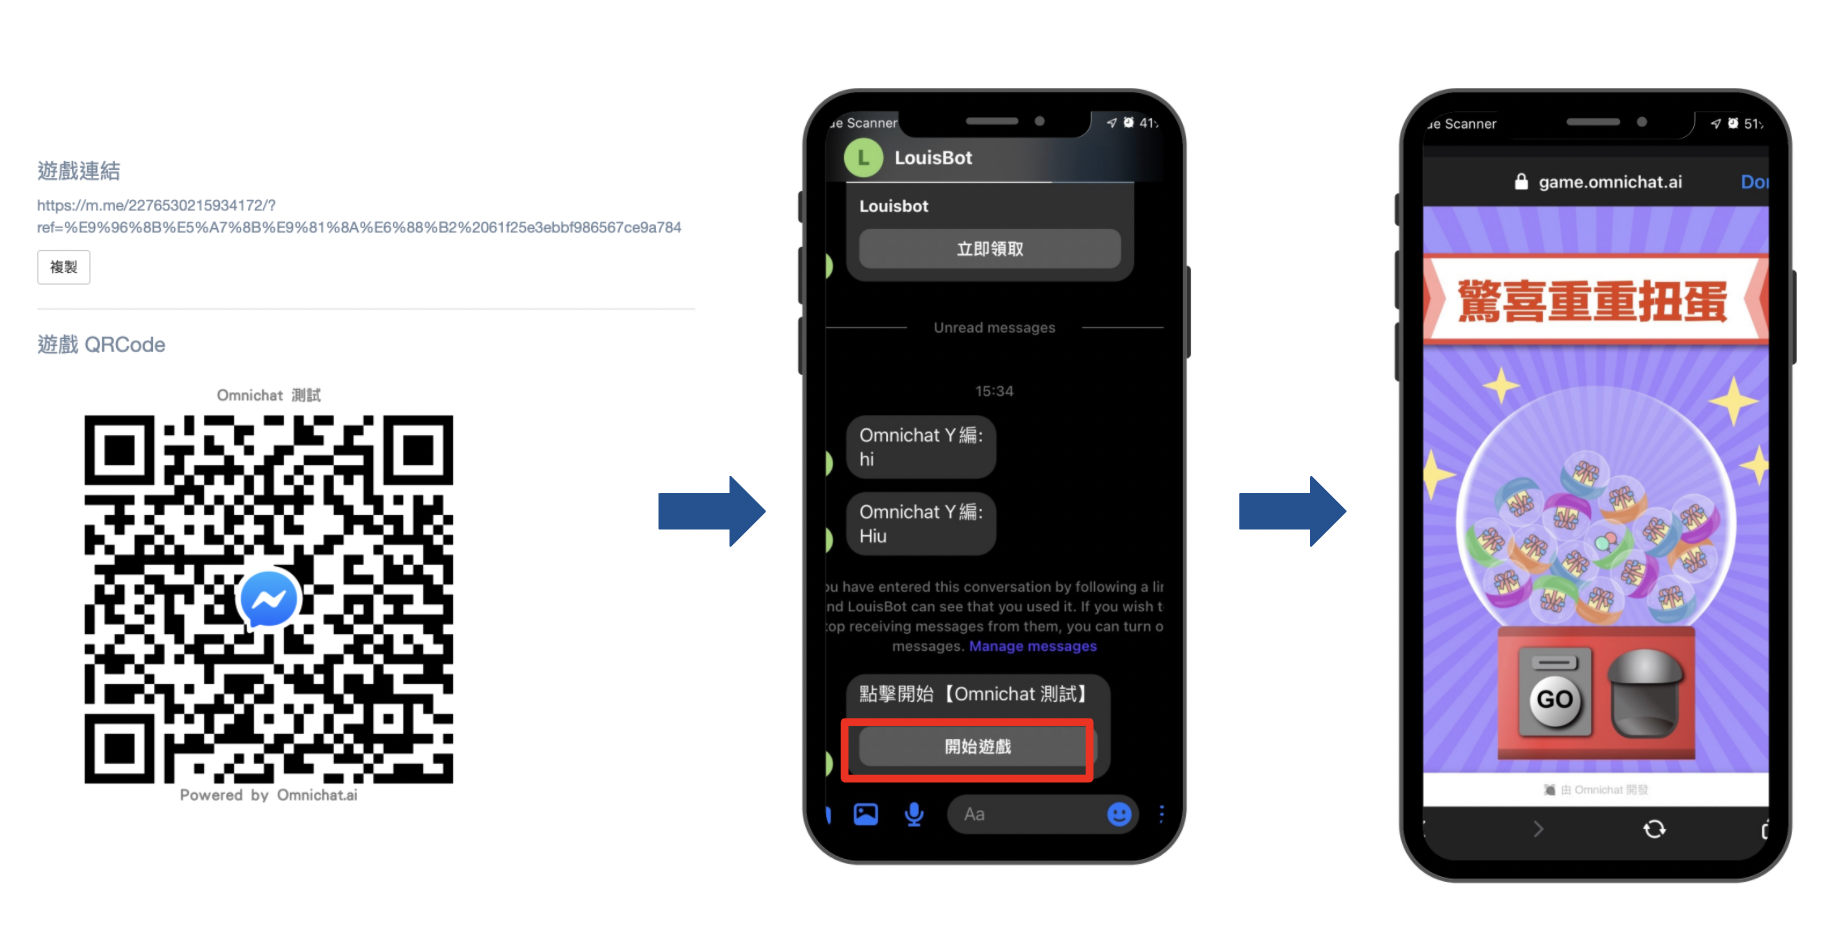 遊戲連結
https://m.me/2276530215934172/?
ref=%E9%96%8B%E5%A7%8B%E9%81%8A%E6%88%B2%2061f25e3ebbf986567ce9a784
複製
遊戲 QRCode
Omnichat 測試
Powered by Omnichat.ai
de Scanner
41
L
LouisBot
Louisbot
立即領取
Unread messages
15:34
Omnichat Y編:
hi
Omnichat Y編:
Hiu
ou have entered this conversation by following a lin
nd LouisBot can see that you used it. If you wish t
top receiving messages from them, you can turn o
messages. Manage messages
點擊開始【Omnichat 測試】
開始遊戲
Aa
de Scanner
51
game.omnichat.ai
Don
驚喜重重扭蛋
GO
由 Omnichat 開發